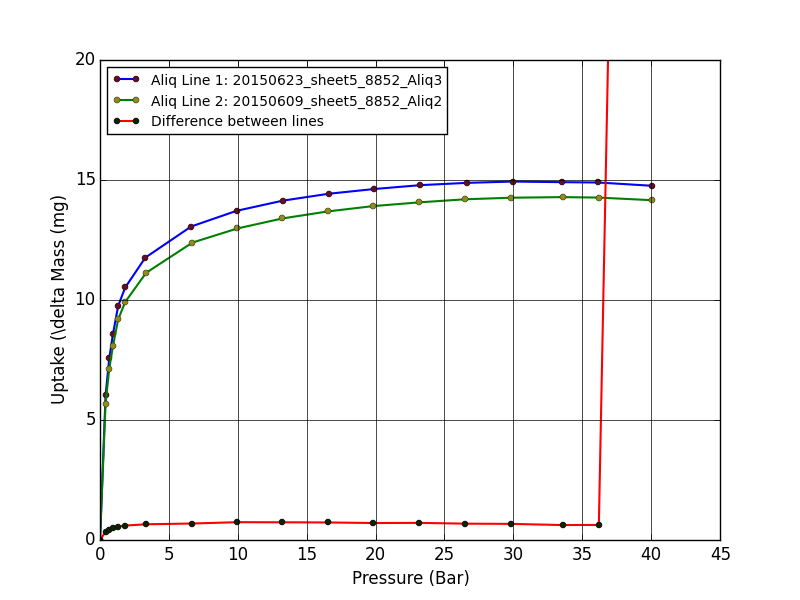 20
15
10
5
0
Uptake (\delta Mass (mg)
Aliq Line 1: 20150623_sheet5_8852_Aliq3
Aliq Line 2: 20150609_sheet5_8852_Aliq2
Difference between lines
0 5 10 15 20 25 30 35 40 45
Pressure (Bar)